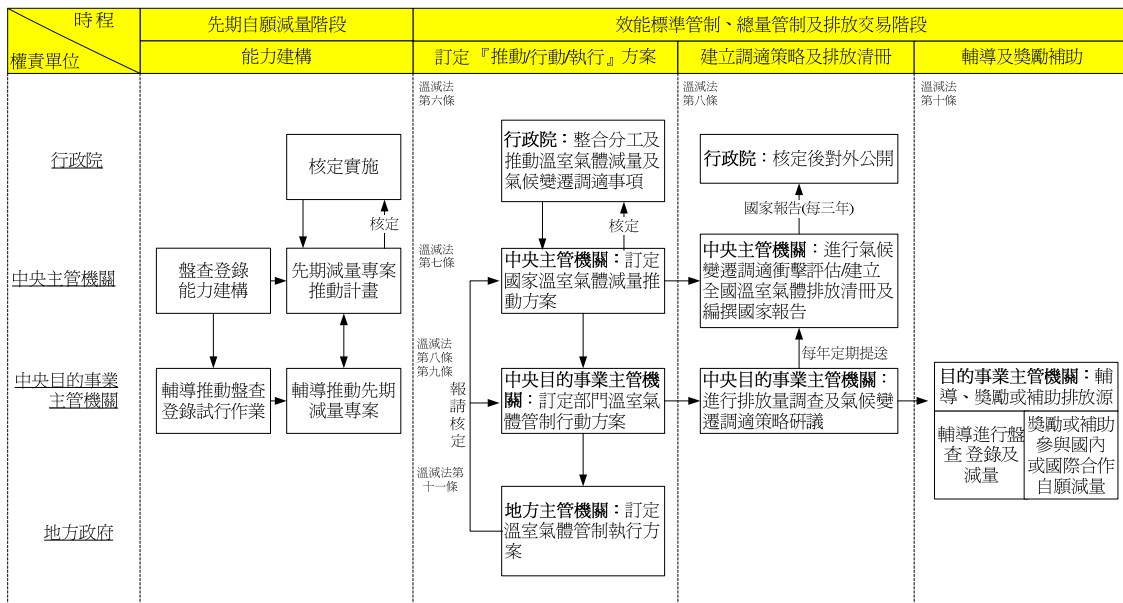 時程
權責單位
先期自願減量階段
效能標準管制、總量管制及排放交易階段
能力建構
訂定『推動/行動/執行』方案
建立調適策略及排放清冊
輔導及獎勵補助
溫減法
第六條
溫減法
第八條
溫減法
第十條
行政院
核定實施
行政院：整合分工及
推動溫室氣體減量及
氣候變遷調適事項
行政院：核定後對外公開
核定
核定
國家報告(每三年)
中央主管機關
盤查登錄
能力建構
先期減量專案
推動計畫
溫減法
第七條
中央主管機關：訂定
國家溫室氣體減量推
動方案
中央主管機關：進行氣候
變遷調適衝擊評估/建立
全國溫室氣體排放清冊及
編撰國家報告
溫減法
第八條
第九條
每年定期提送
中央目的事業
主管機關
輔導推動盤查
登錄試行作業
輔導推動先期
減量專案
報請核定
中央目的事業主管機
關：訂定部門溫室氣
體管制行動方案
中央目的事業主管機關：
進行排放量調查及氣候變
遷調適策略研議
目的事業主管機關：輔
導、獎勵或補助排放源
輔導進行盤
查 登錄及
減量
獎勵或補助
參與國內
或國際合作
自願減量
溫減法第
十一條
地方政府
地方主管機關：訂定
溫室氣體管制執行方
案